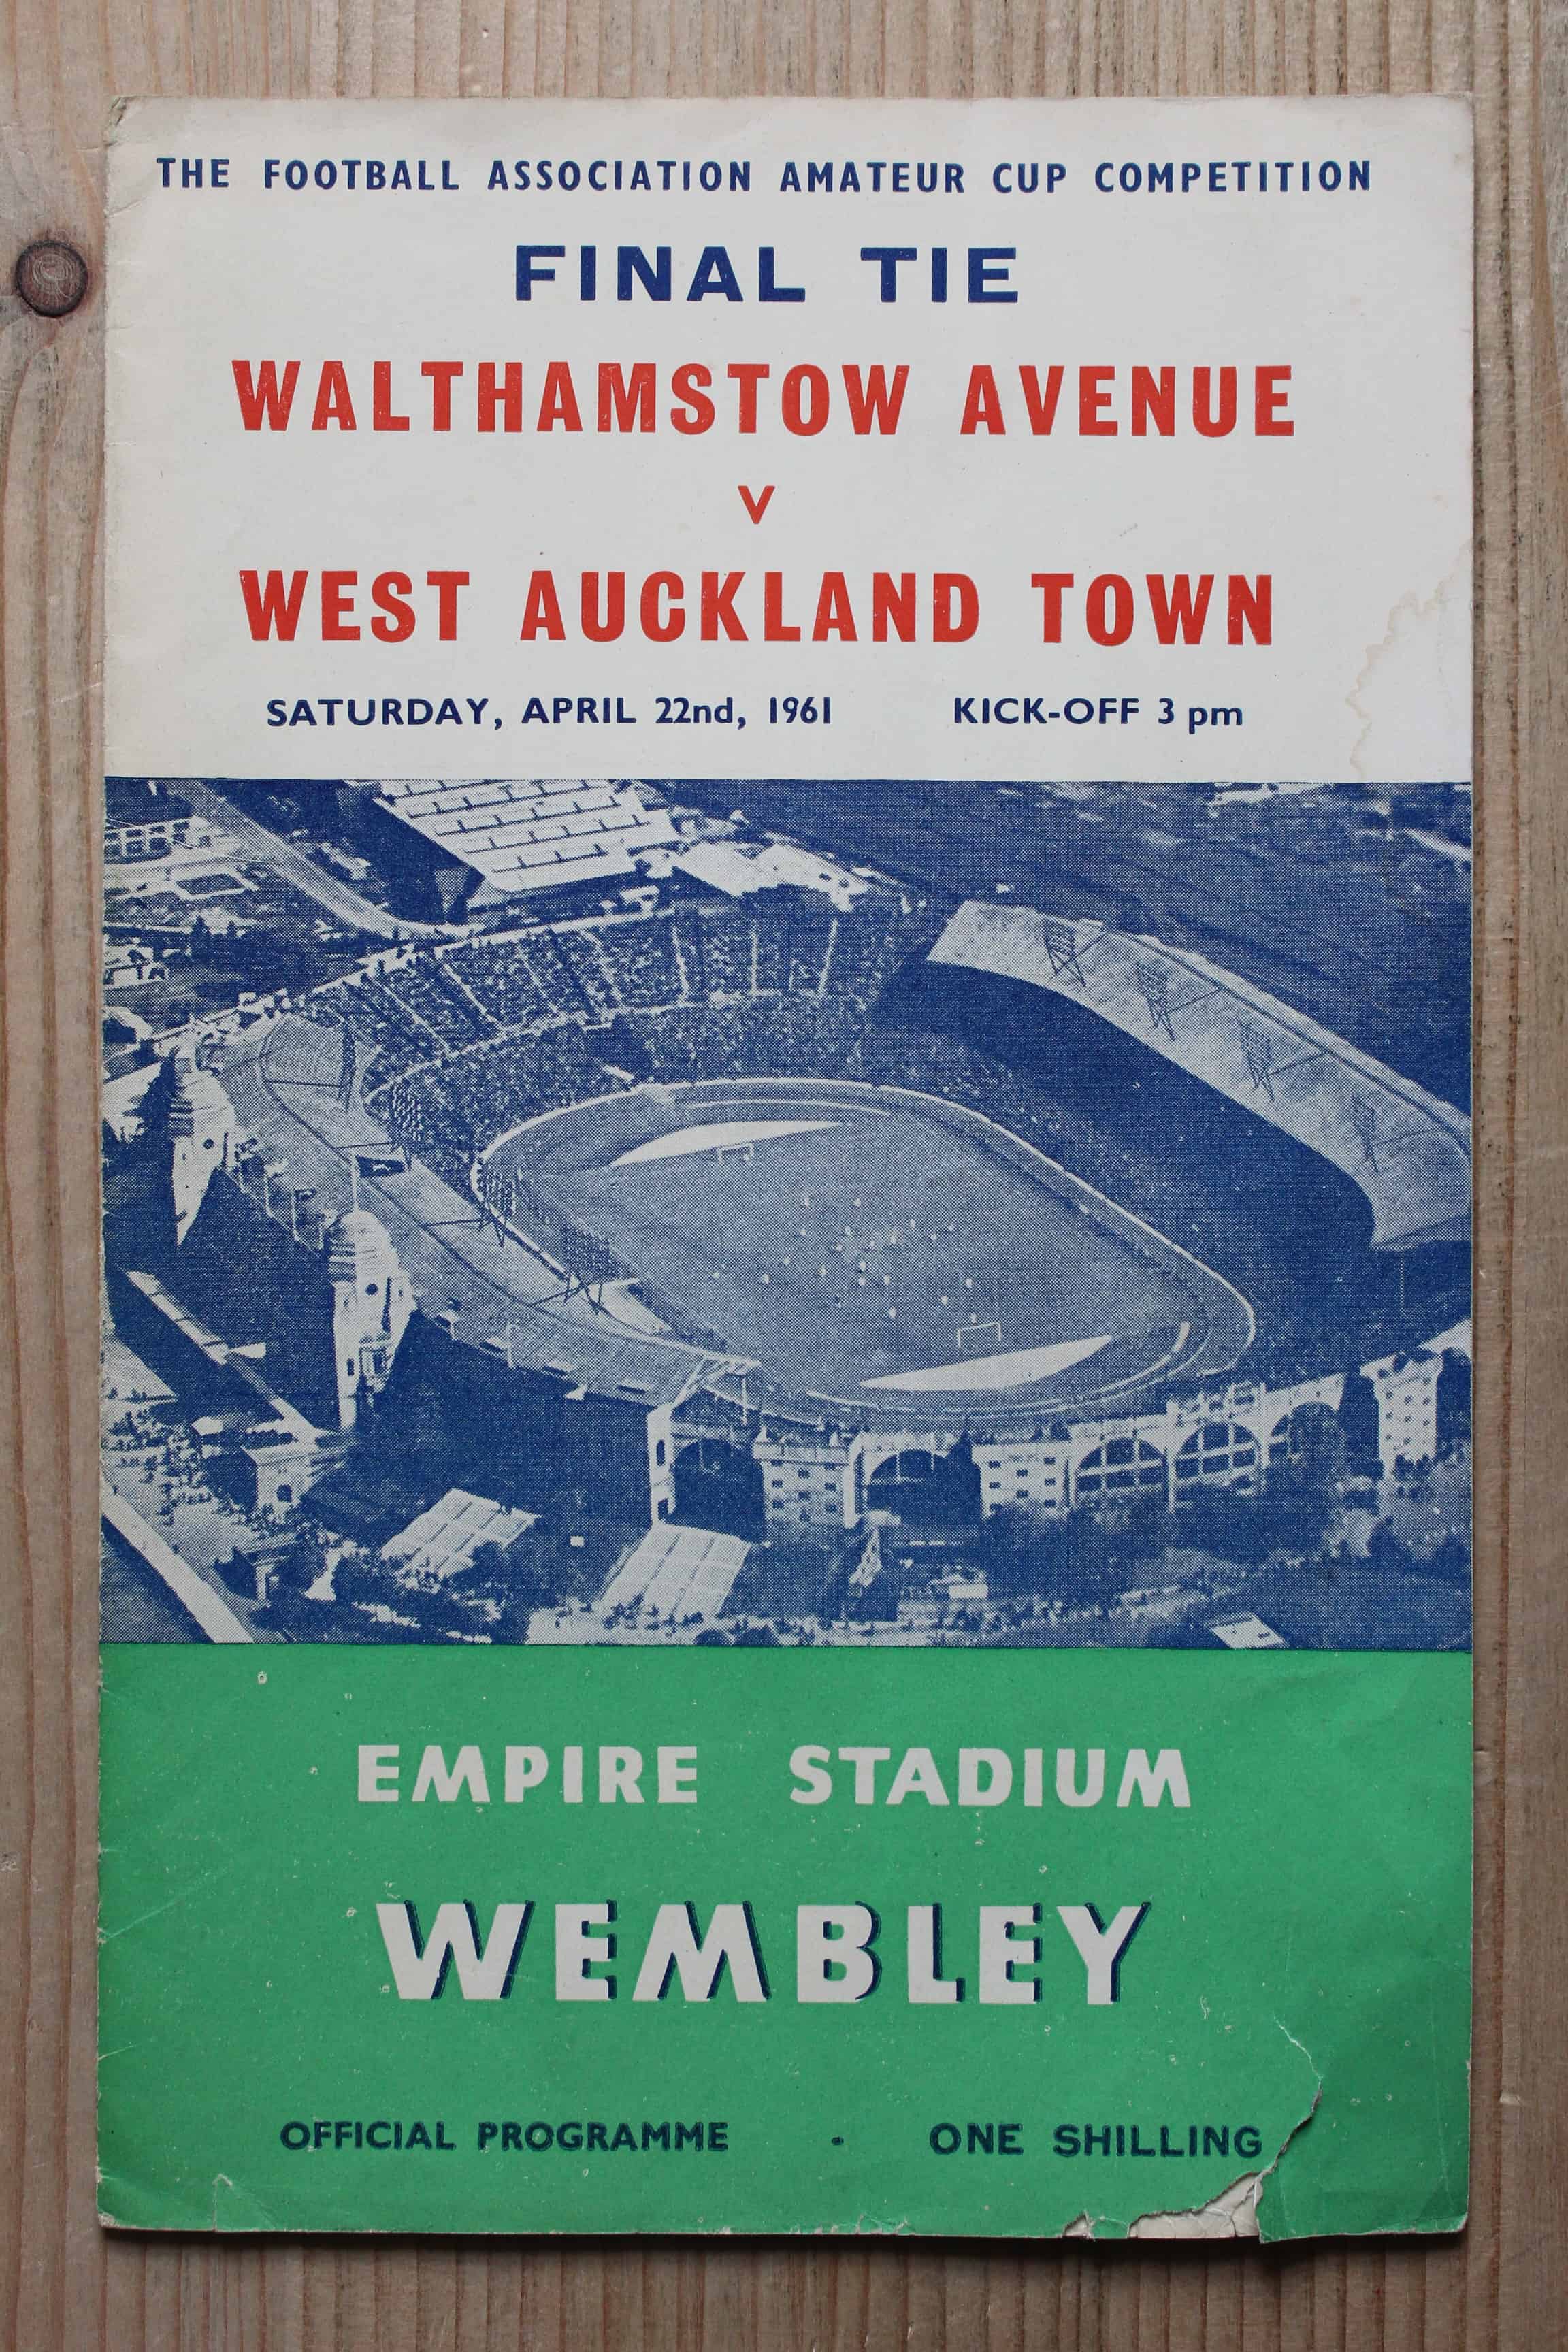 THE FOOTBALL ASSOCIATION AMATEUR CUP COMPETITION
FINAL TIE
WALTHAMSTOW AVENUE
V
WEST AUCKLAND TOWN
SATURDAY, APRIL 22nd, 1961 KICK-OFF 3 pm
EMPIRE STADIUM
WEMBLEY
OFFICIAL PROGRAMME · ONE SHILLING